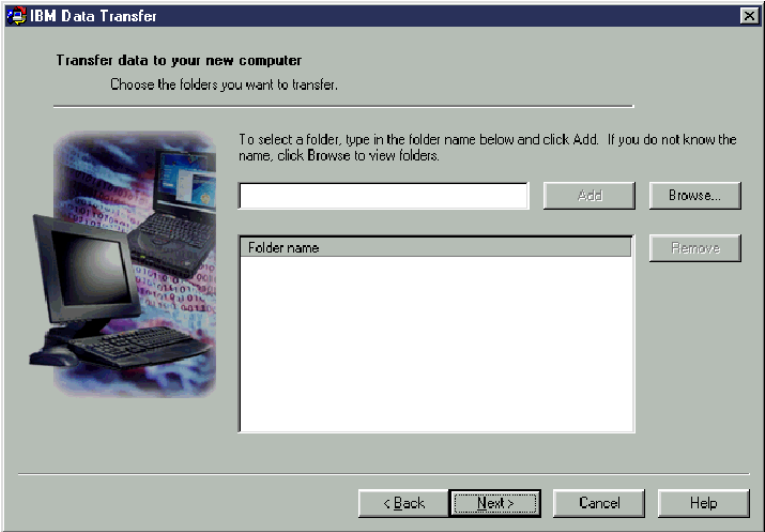 IBM Data Transfer
Transfer data to your new computer
Choose the folders you want to transfer.
To select a folder, type in the folder name below and click Add. If you do not know the
name, click Browse to view folders.
Add
Browse...
Folder name
Remove
< Back
Next >
Cancel
Help